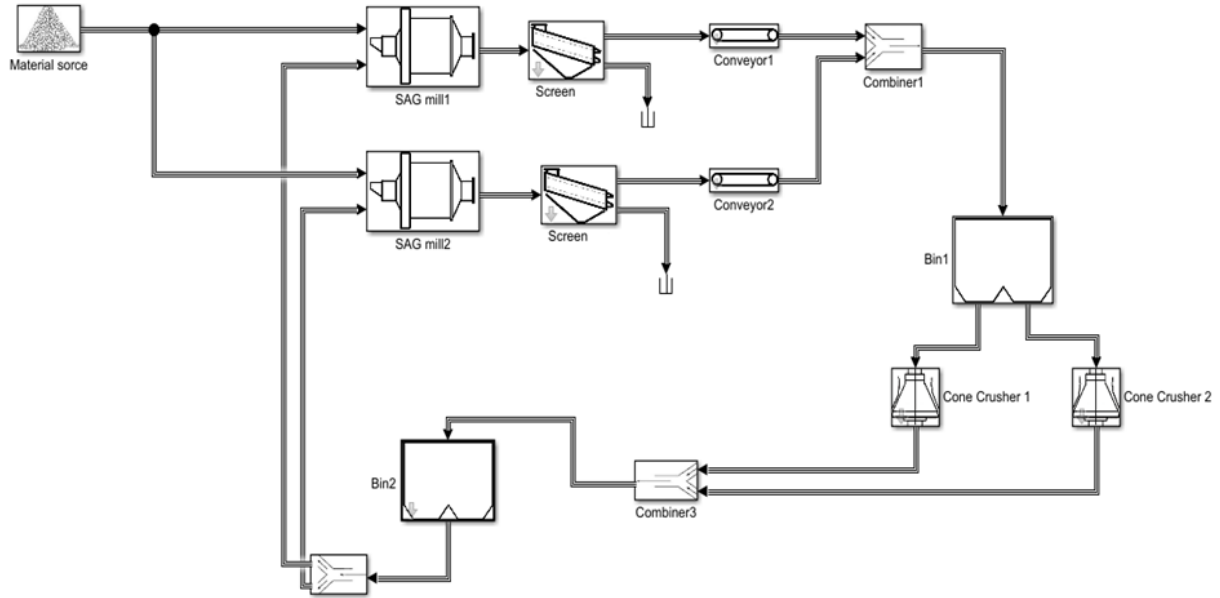 Material sorce
SAG mill1
Screen
Conveyor1
Combiner1
SAG mill2
Screen
Conveyor2
Bin1
Cone Crusher 1
Cone Crusher 2
Bin2
Combiner3